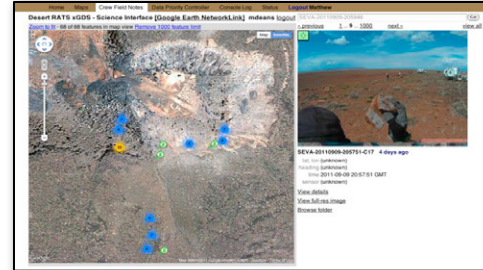 Home Maps Crew Field Notes Data Priority Controller Console Log Status Logout Matthew
Desert RATS xGDS - Science Interface [Google Earth NetworkLink] mdeans logout
SEVA-20110909-205999
Go
Zoom to fit - 68 of 68 features in map view Remove 1000 feature limit
‹ previous 1 ... 9 .. 1000 next › view all
Map Satellite
SEVA-20110909-205751-C17 4 days ago
lat, lon (unknown)
heading (unknown)
time 2011-09-09 20:57:51 GMT
sensor (unknown)
View details
View full-res image
Browse folder